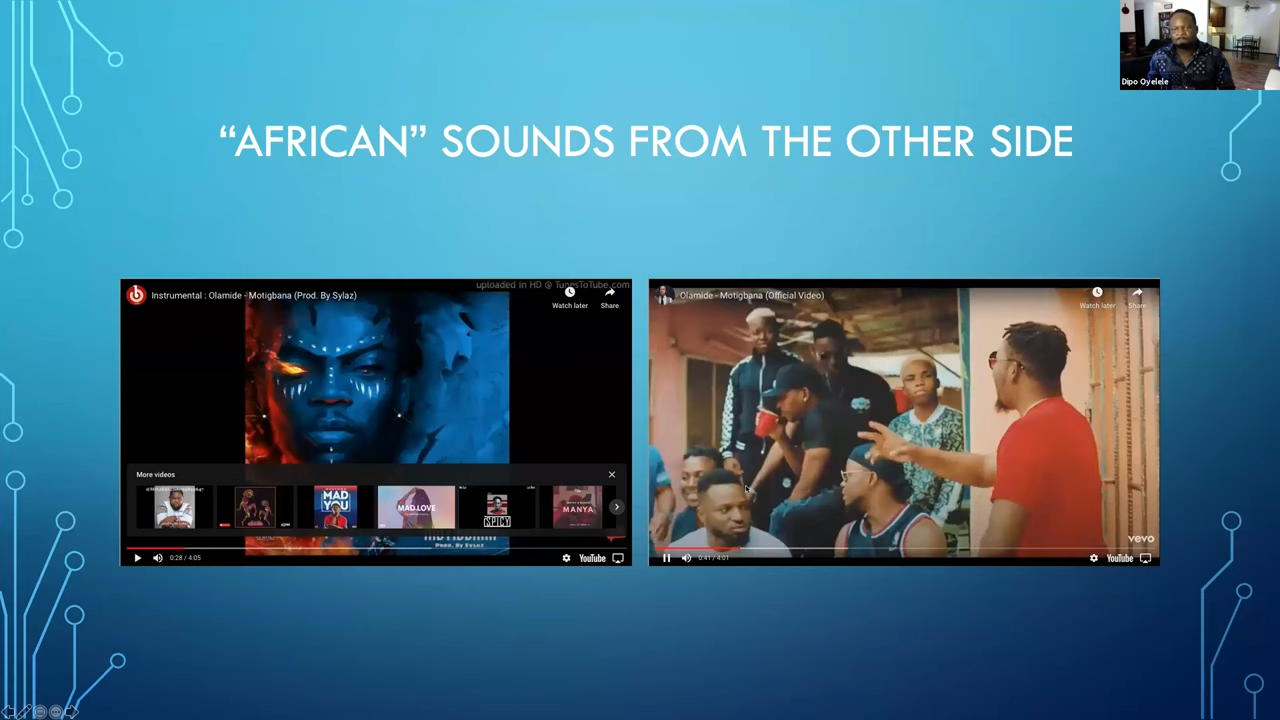 Dipo Oyelele
“AFRICAN” SOUNDS FROM THE OTHER SIDE
uploaded in HD @ TunesToTube.com
Instrumental : Olamide - Motigbana (Prod. By Sylaz)
Watch later
Share
More videos
MAD
YOU
MAD LOVE
SPICY
MANYA
PROD. BY SYLAZ
0:28 / 4:05
YouTube
Olamide - Motigbana (Official Video)
Watch later
Share
vevo
0:41 / 4:01
YouTube